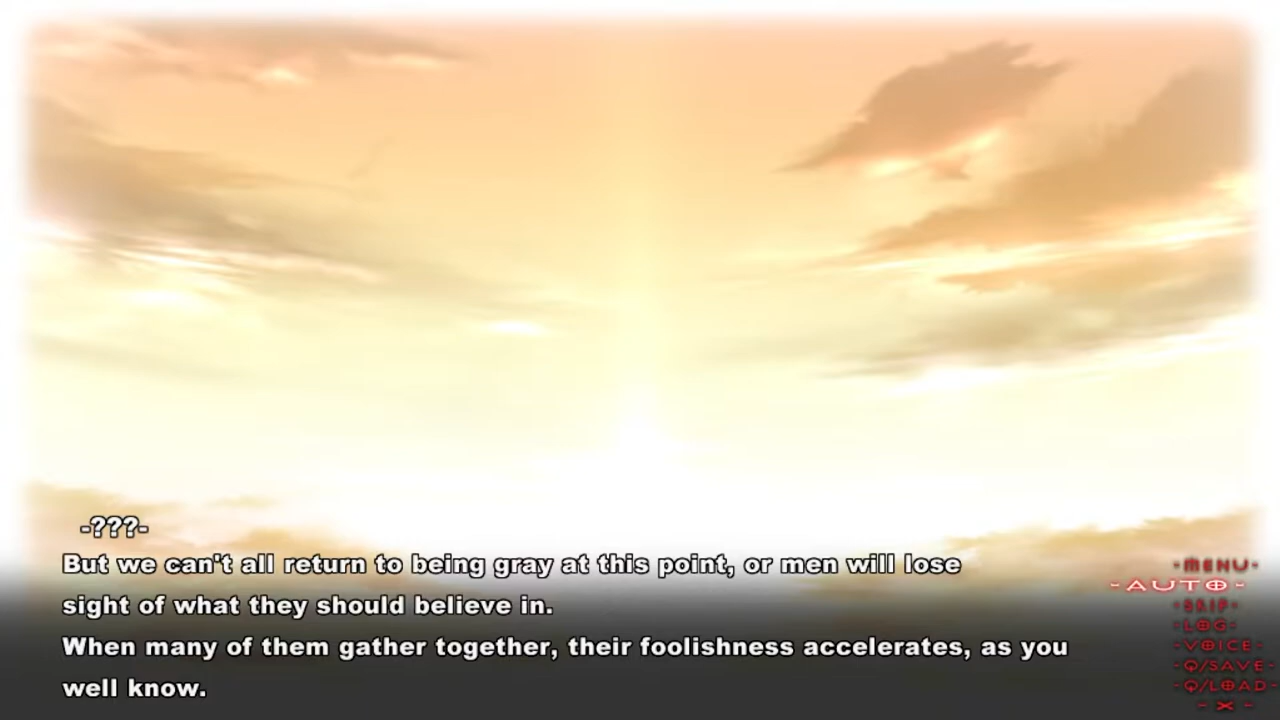 -???-
But we can't all return to being gray at this point, or men will lose
sight of what they should believe in.
When many of them gather together, their foolishness accelerates, as you
well know.
-MENU-
-AUTO-
-SKIP-
-LOG-
-VOICE-
-Q/SAVE-
-Q/LOAD-
-×-